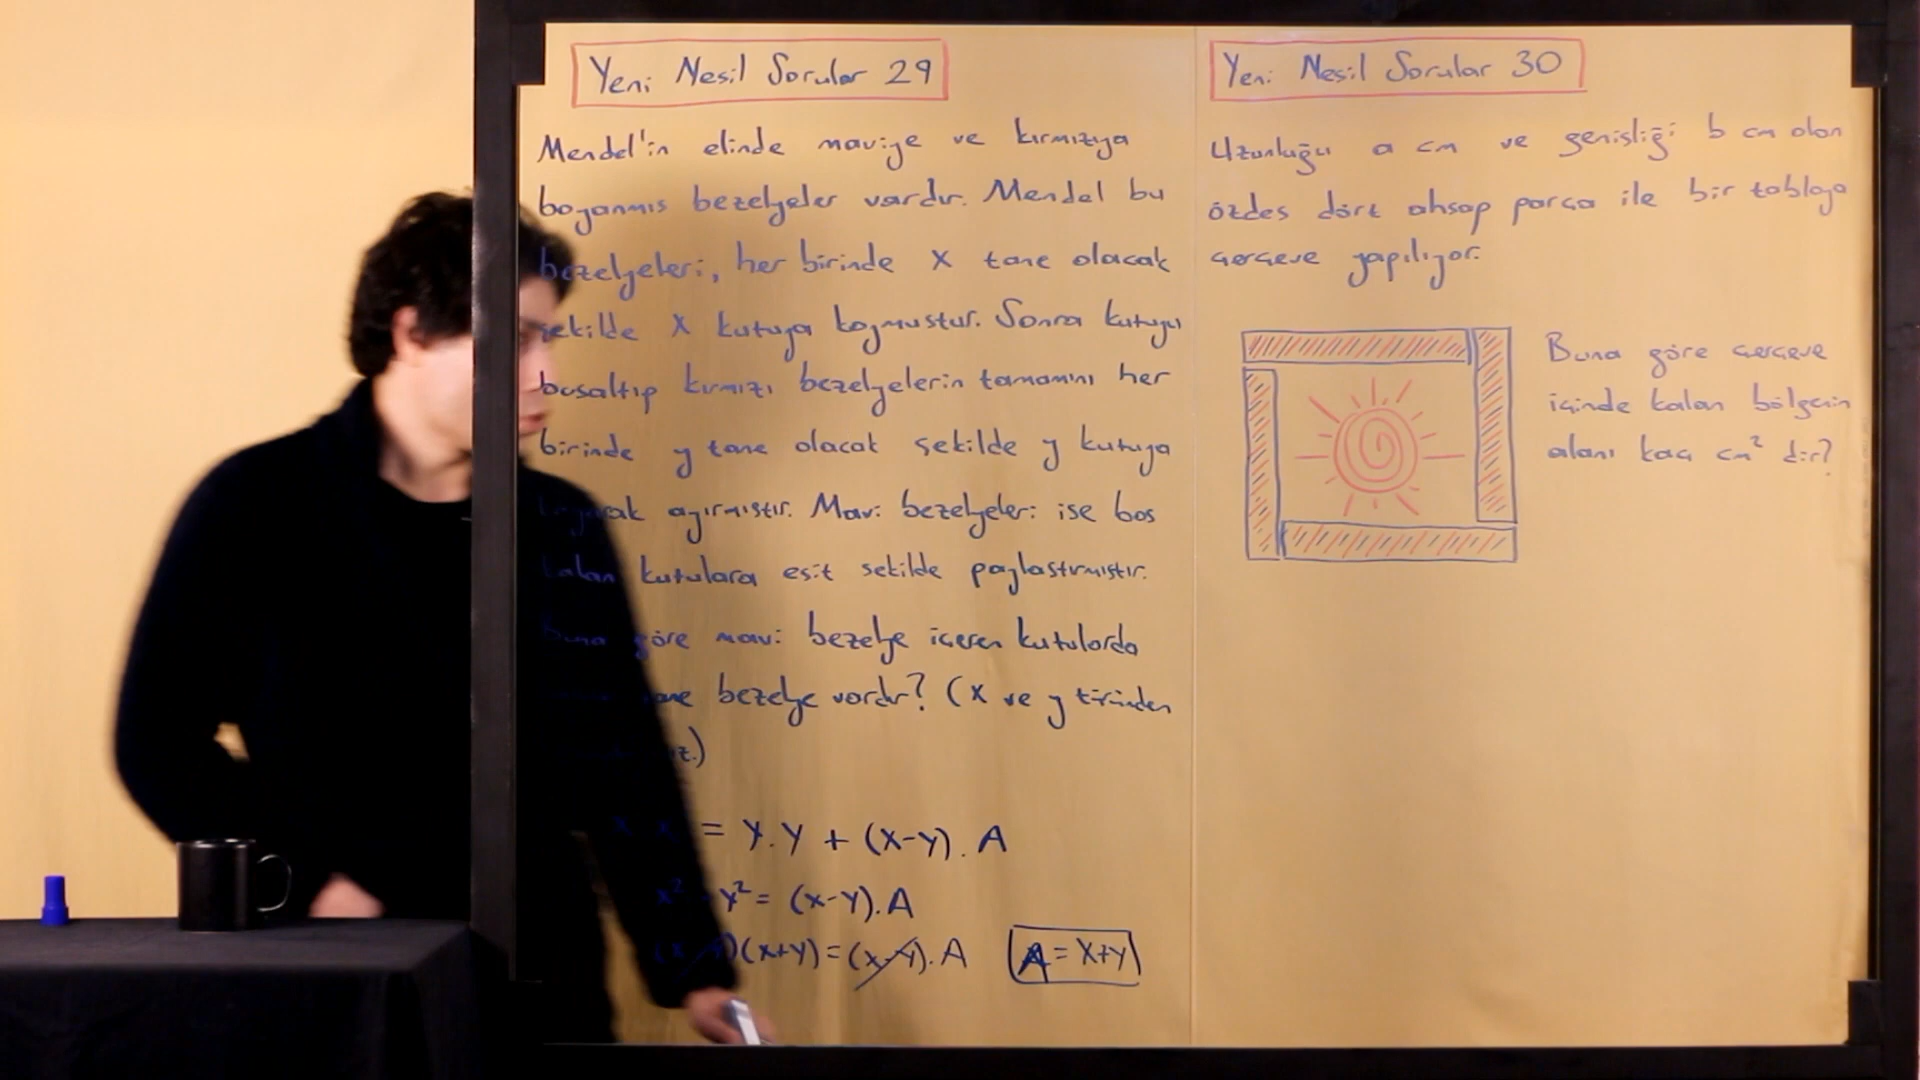 Yeni Nesil Sorular 29
Mendel'in elinde maviye ve kırmızıya
boyanmış bezelyeler vardır. Mendel bu
bezelyeleri, her birinde x tane olacak
şekilde x kutuya koymuştur. Sonra kutuyu
boşaltıp kırmızı bezelyelerin tamamını her
birinde y tane olacak şekilde y kutuya
ayırmıştır. Mavi bezelyeleri ise boş
kalan kutulara eşit şekilde paylaştırmıştır.
göre mavi bezelye içeren kutularda
bezelye vardır? (x ve y türünden
x = y.y + (x-y).A
x² - y² = (x-y).A
(x+y) = (x-y).A
A = x+y
Yeni Nesil Sorular 30
Uzunluğu a cm ve genişliği b cm olan
özdeş dört ahşap parça ile bir tabloya
çerçeve yapılıyor.
Buna göre çerçeve
içinde kalan bölgenin
alanı kaç cm² dir?